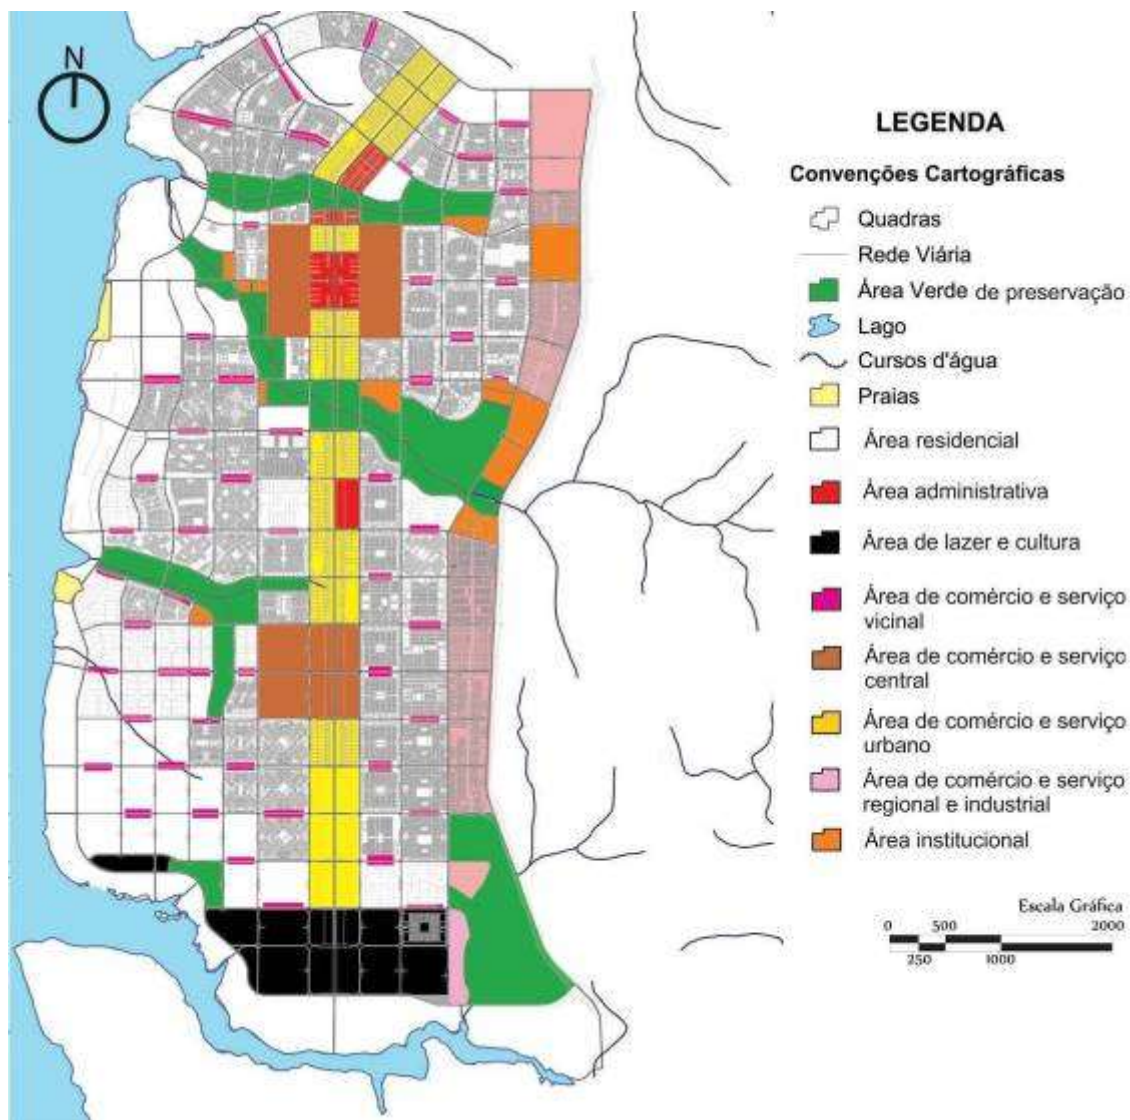 N
LEGENDA
Convenções Cartográficas
Quadras
Rede Viária
Área Verde de preservação
Lago
Cursos d'água
Praias
Área residencial
Área administrativa
Área de lazer e cultura
Área de comércio e serviço
vicinal
Área de comércio e serviço
central
Área de comércio e serviço
urbano
Área de comércio e serviço
regional e industrial
Área institucional
Escala Gráfica
0 500 2000
250 1000